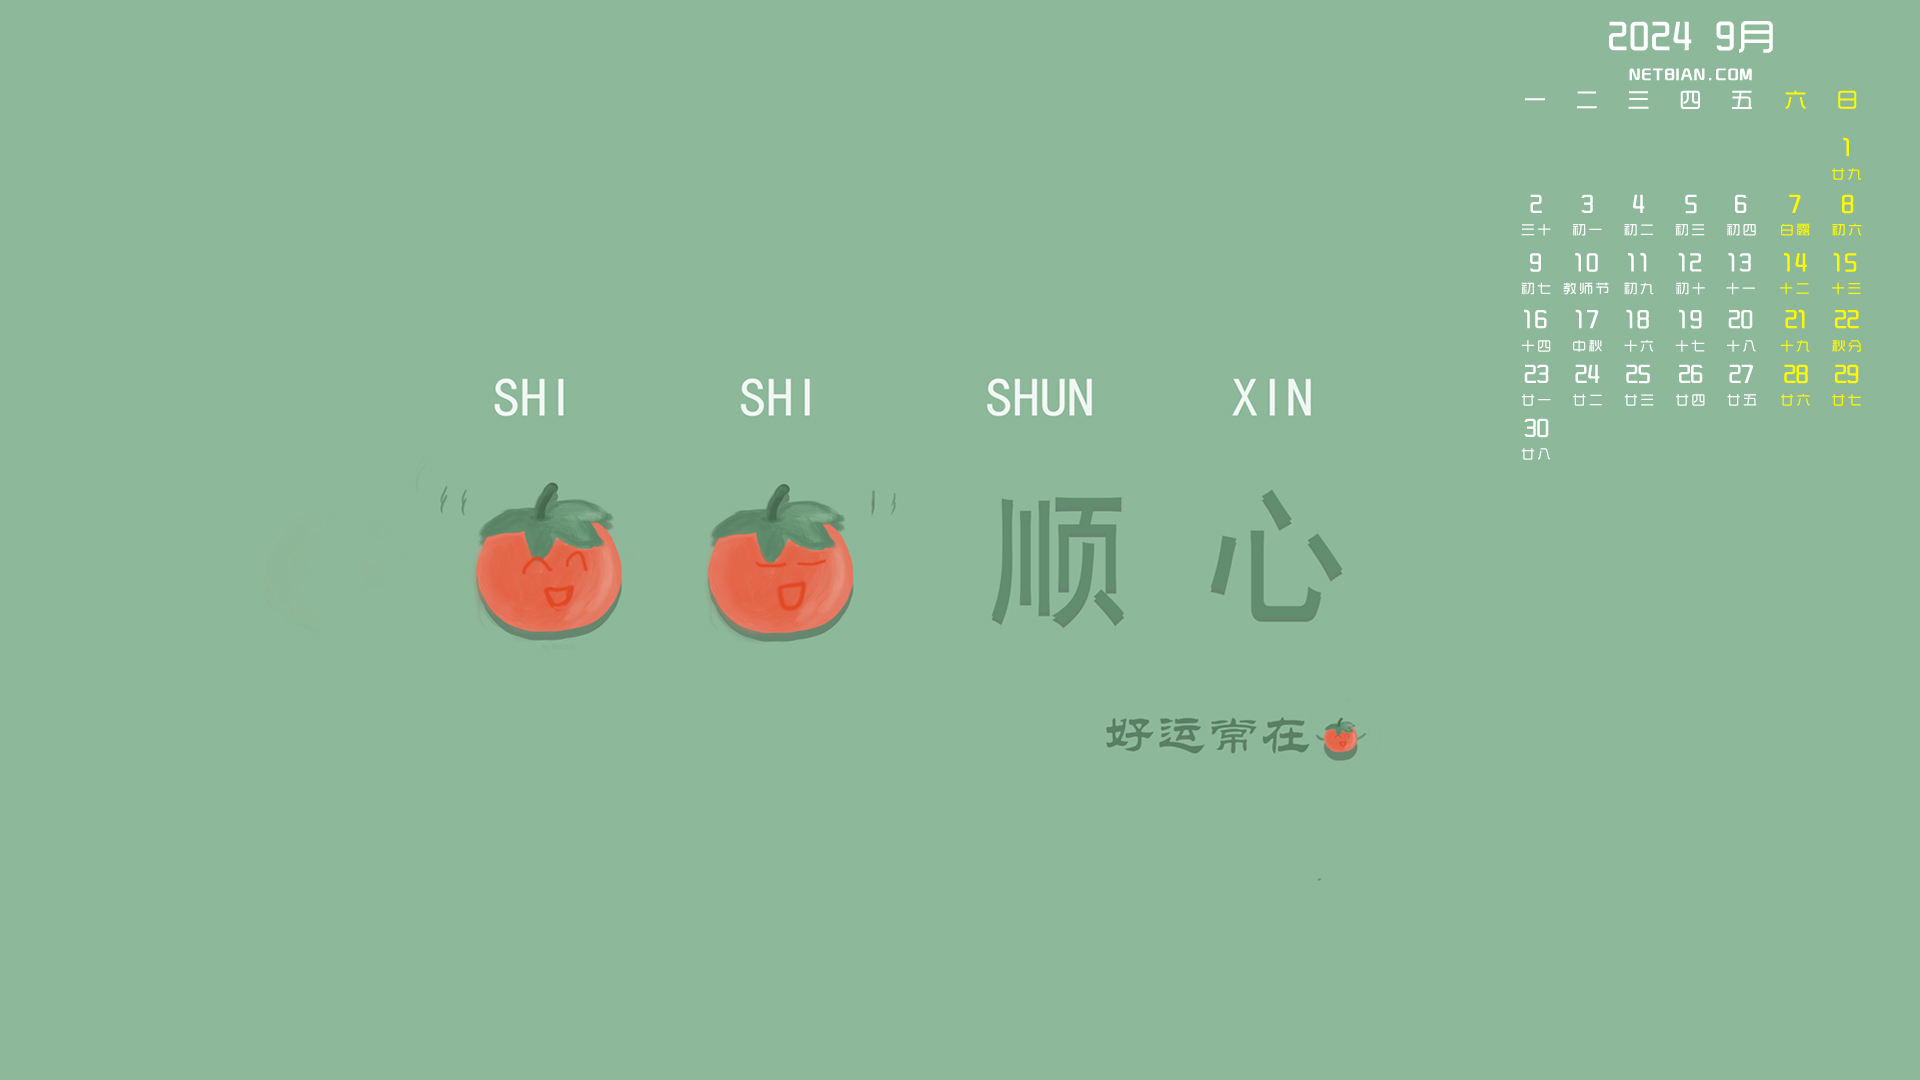 2024 9月
NETBIAN.COM
一 二 三 四 五 六 日
1
廿九
2 3 4 5 6 7 8
三十 初一 初二 初三 初四 白露 初六
9 10 11 12 13 14 15
初七 教师节 初九 初十 十一 十二 十三
16 17 18 19 20 21 22
十四 中秋 十六 十七 十八 十九 秋分
23 24 25 26 27 28 29
廿一 廿二 廿三 廿四 廿五 廿六 廿七
30
廿八
SHI SHI SHUN XIN
顺 心
好运常在